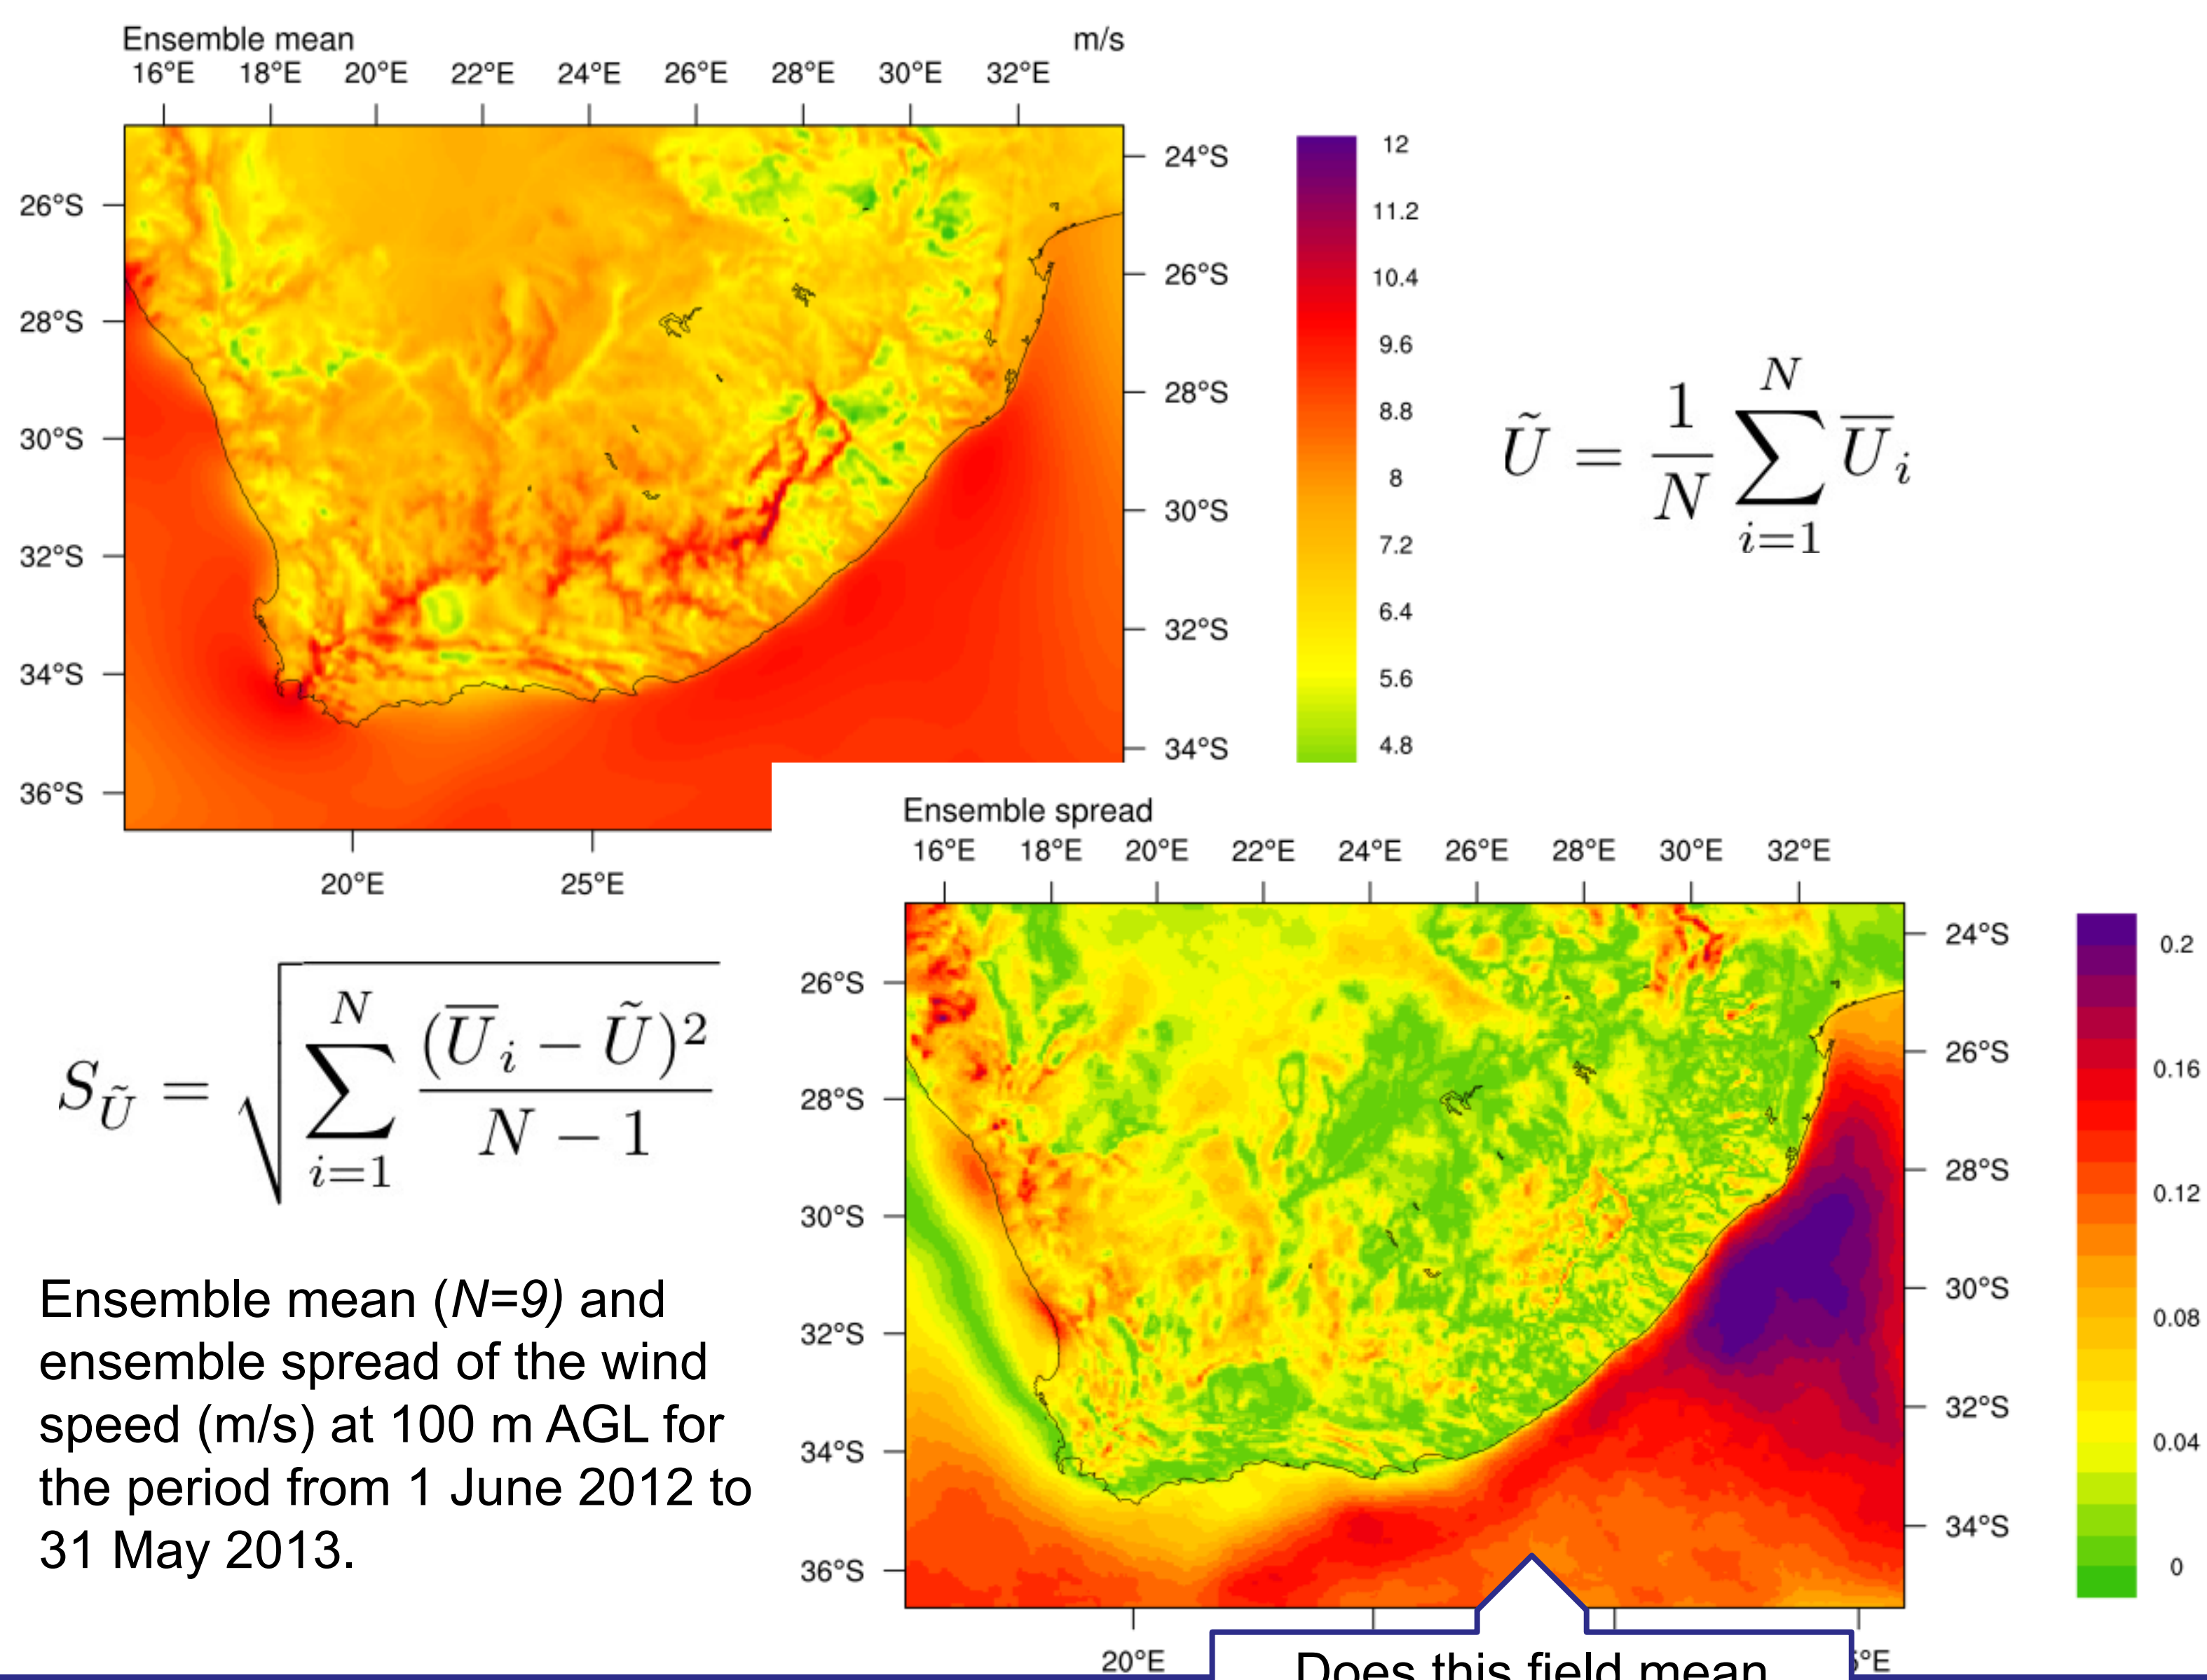 Ensemble mean m/s
16°E 18°E 20°E 22°E 24°E 26°E 28°E 30°E 32°E
26°S
28°S
30°S
32°S
34°S
36°S
24°S
26°S
28°S
30°S
32°S
34°S
20°E 25°E
12
11.2
10.4
9.6
8.8
8
7.2
6.4
5.6
4.8
Ũ = 1/N ∑_{i=1}^{N} U̅_i
Ensemble spread
16°E 18°E 20°E 22°E 24°E 26°E 28°E 30°E 32°E
26°S
28°S
30°S
32°S
34°S
36°S
24°S
26°S
28°S
30°S
32°S
34°S
20°E
5°E
0.2
0.16
0.12
0.08
0.04
0
S_Ũ = √(∑_{i=1}^{N} (U̅_i − Ũ)² / (N − 1))
Ensemble mean (N=9) and
ensemble spread of the wind
speed (m/s) at 100 m AGL for
the period from 1 June 2012 to
31 May 2013.
Does this field mean